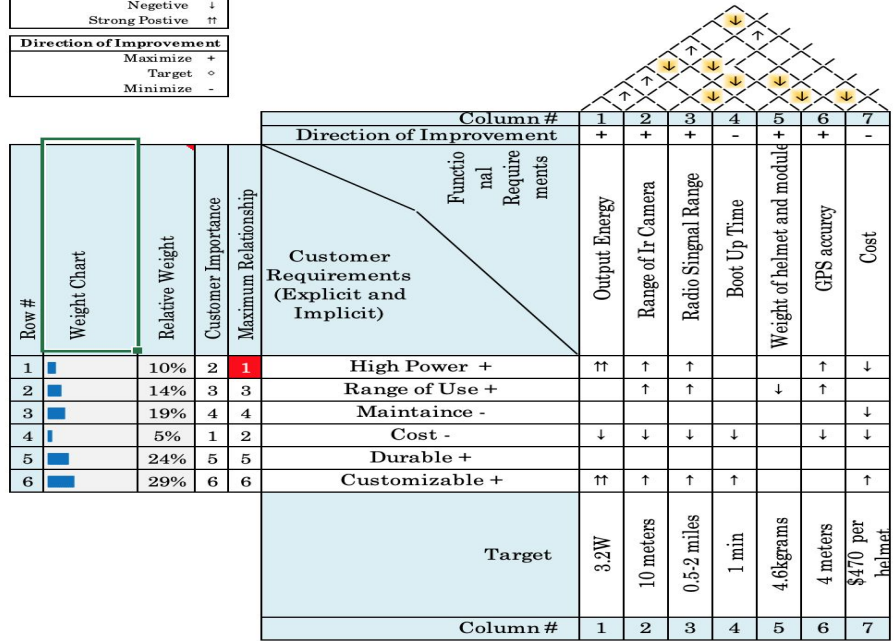 Negetive ↓
Strong Postive ⇈
Direction of Improvement
Maximize +
Target ◇
Minimize -
Column # 1 2 3 4 5 6 7
Direction of Improvement + + + - + + -
Row #
Weight Chart
Relative Weight
Customer Importance
Maximum Relationship
Functio
nal
Require
ments
Customer
Requirements
(Explicit and
Implicit)
Output Energy
Range of Ir Camera
Radio Singnal Range
Boot Up Time
Weight of helmet and module
GPS accurcy
Cost
1 10% 2 1 High Power + ⇈ ↑ ↑ ↑ ↓
2 14% 3 3 Range of Use + ↑ ↑ ↓ ↑
3 19% 4 4 Maintaince - ↓
4 5% 1 2 Cost - ↓ ↓ ↓ ↓ ↓ ↓
5 24% 5 5 Durable +
6 29% 6 6 Customizable + ⇈ ↑ ↑ ↑ ↑
Target
3.2W
10 meters
0.5-2 miles
1 min
4.6kgrams
4 meters
$470 per
helmet
Column # 1 2 3 4 5 6 7